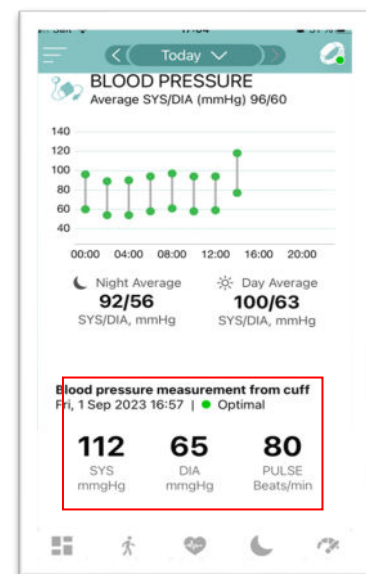 Today
BLOOD PRESSURE
Average SYS/DIA (mmHg) 96/60
140
120
100
80
60
40
00:00 04:00 08:00 12:00 16:00 20:00
Night Average
92/56
SYS/DIA, mmHg
Day Average
100/63
SYS/DIA, mmHg
Blood pressure measurement from cuff
Fri, 1 Sep 2023 16:57 | Optimal
112 65 80
SYS DIA PULSE
mmgHg mmgHg Beats/min